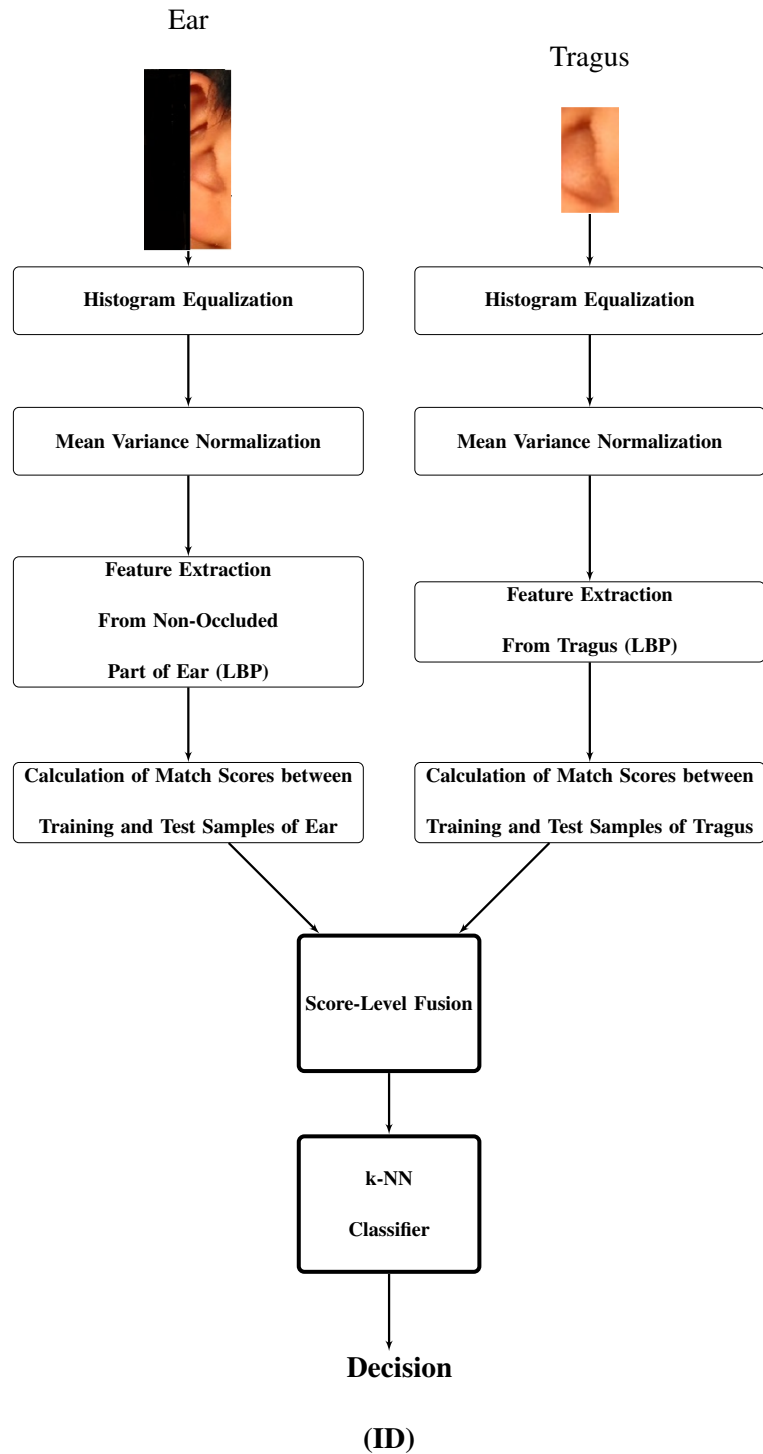 Ear
Tragus
Histogram Equalization
Histogram Equalization
Mean Variance Normalization
Mean Variance Normalization
Feature Extraction
From Non-Occluded
Part of Ear (LBP)
Feature Extraction
From Tragus (LBP)
Calculation of Match Scores between
Training and Test Samples of Ear
Calculation of Match Scores between
Training and Test Samples of Tragus
Score-Level Fusion
k-NN
Classifier
Decision
(ID)